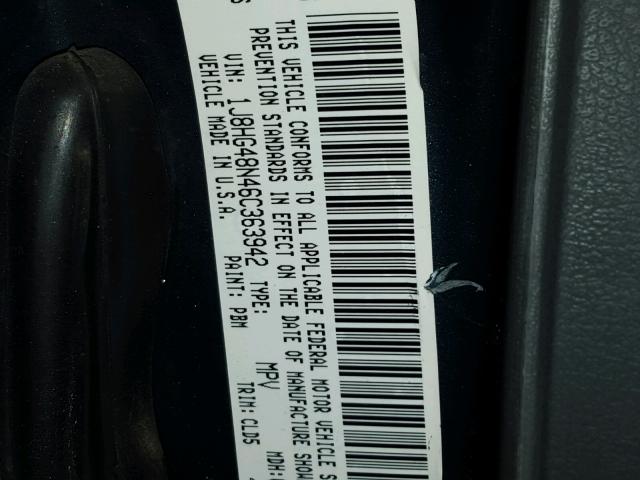 THIS VEHICLE CONFORMS TO ALL APPLICABLE FEDERAL MOTOR VEHICLE S
PREVENTION STANDARDS IN EFFECT ON THE DATE OF MANUFACTURE SHOW
VIN: 1J8HG48N46C363942 TYPE: MPV MDH:
VEHICLE MADE IN U.S.A. PAINT: PBM TRIM: CLD5